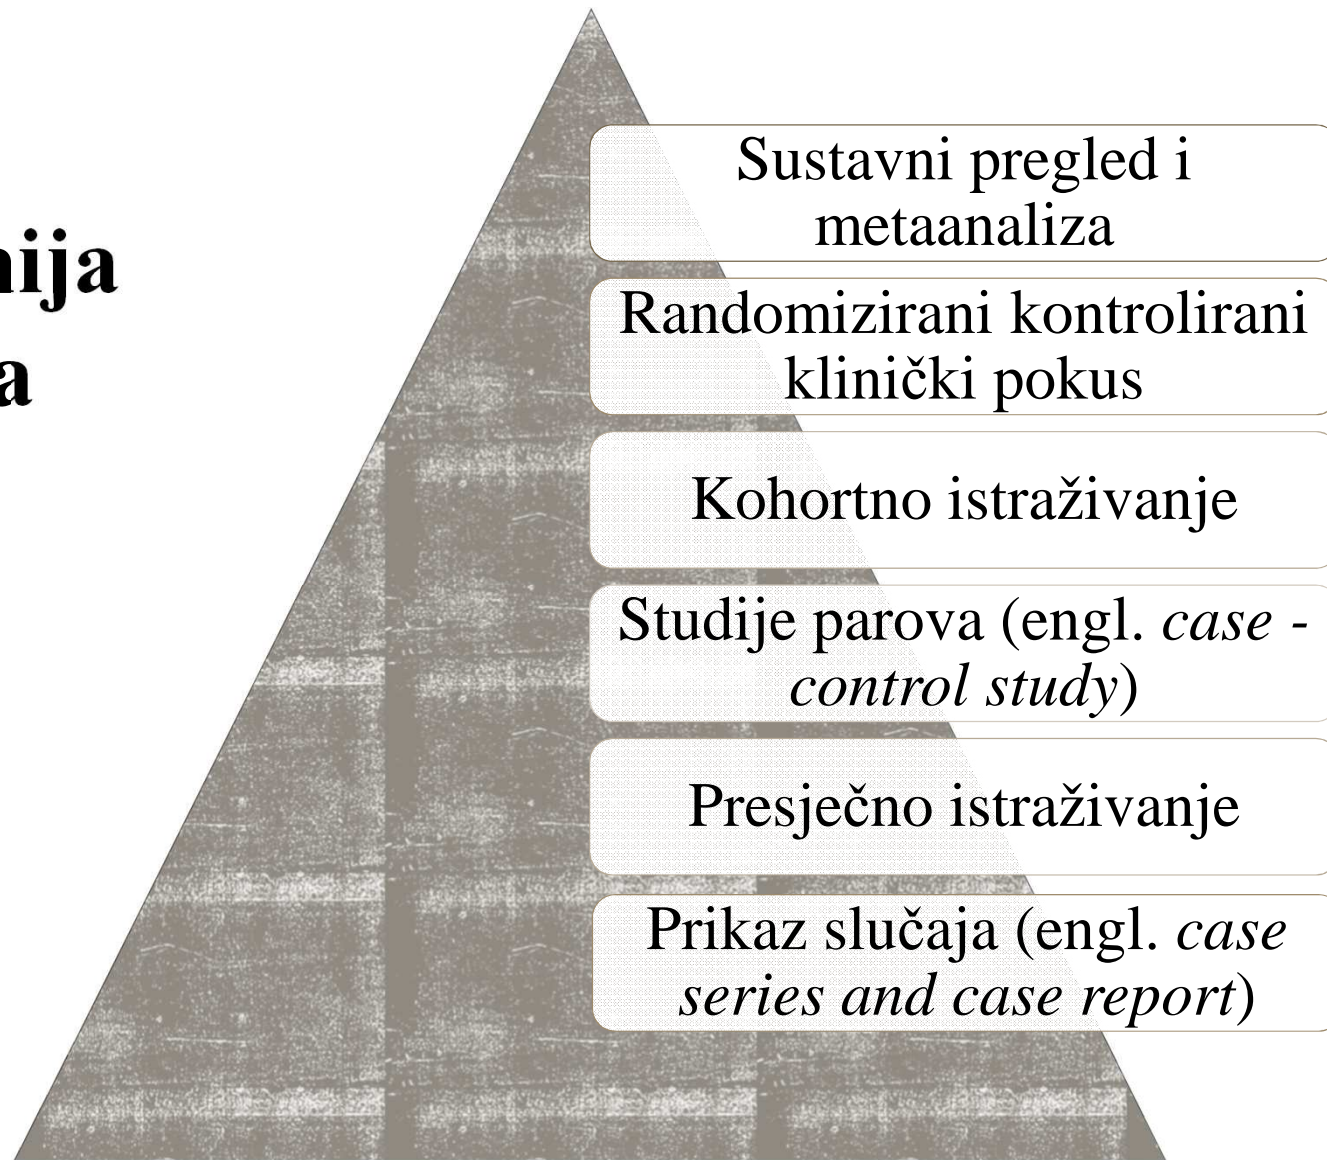 Sustavni pregled i
metaanaliza
Randomizirani kontrolirani
klinički pokus
Kohortno istraživanje
Studije parova (engl. case -
control study)
Presječno istraživanje
Prikaz slučaja (engl. case
series and case report)